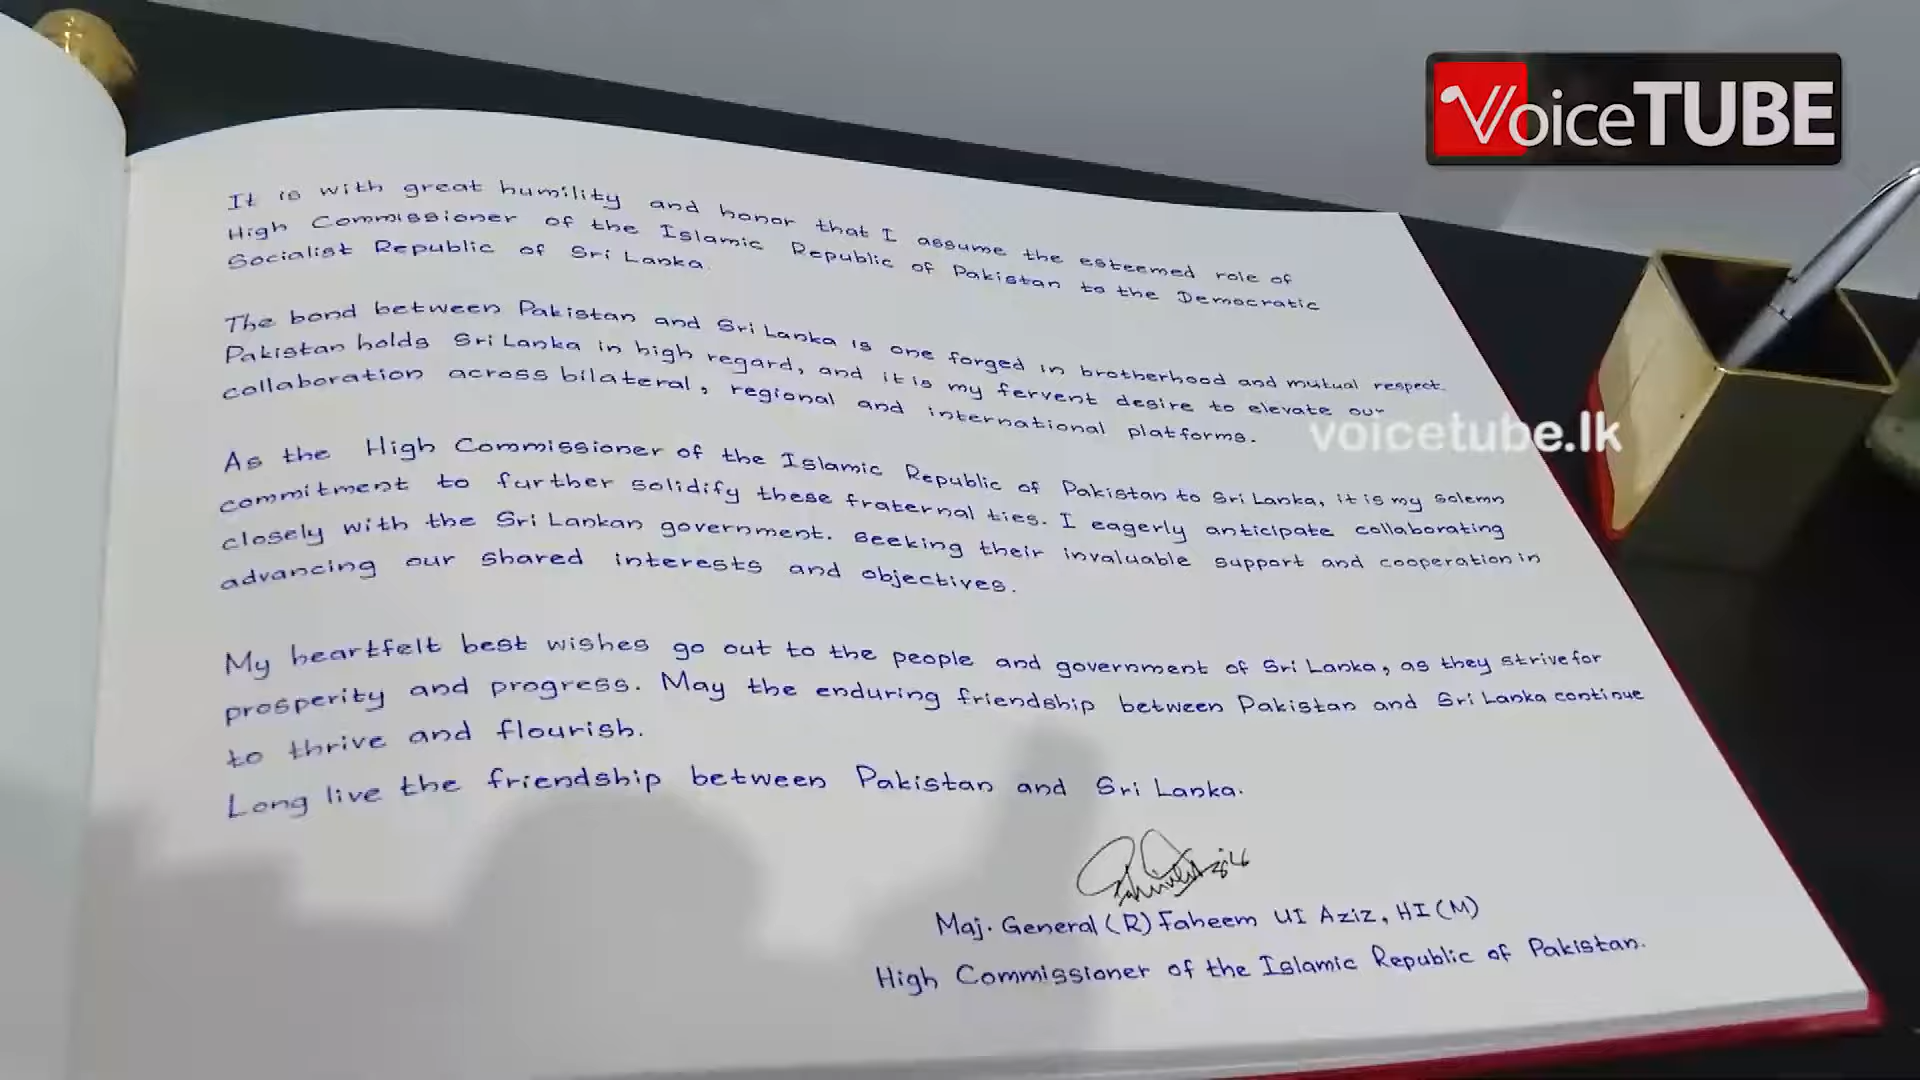 VoiceTUBE
It is with great humility and honor that I assume the esteemed role of
High Commissioner of the Islamic Republic of Pakistan to the Democratic
Socialist Republic of Sri Lanka.
The bond between Pakistan and Sri Lanka is one forged in brotherhood and mutual respect.
Pakistan holds Sri Lanka in high regard, and it is my fervent desire to elevate our
collaboration across bilateral, regional and international platforms.
voicetube.lk
As the High Commissioner of the Islamic Republic of Pakistan to Sri Lanka, it is my solemn
commitment to further solidify these fraternal ties. I eagerly anticipate collaborating
closely with the Sri Lankan government. seeking their invaluable support and cooperation in
advancing our shared interests and objectives.
My heartfelt best wishes go out to the people and government of Sri Lanka, as they strive for
prosperity and progress. May the enduring friendship between Pakistan and Sri Lanka continue
to thrive and flourish.
Long live the friendship between Pakistan and Sri Lanka.
Maj. General (R) Faheem UI Aziz, HI (M)
High Commissioner of the Islamic Republic of Pakistan.